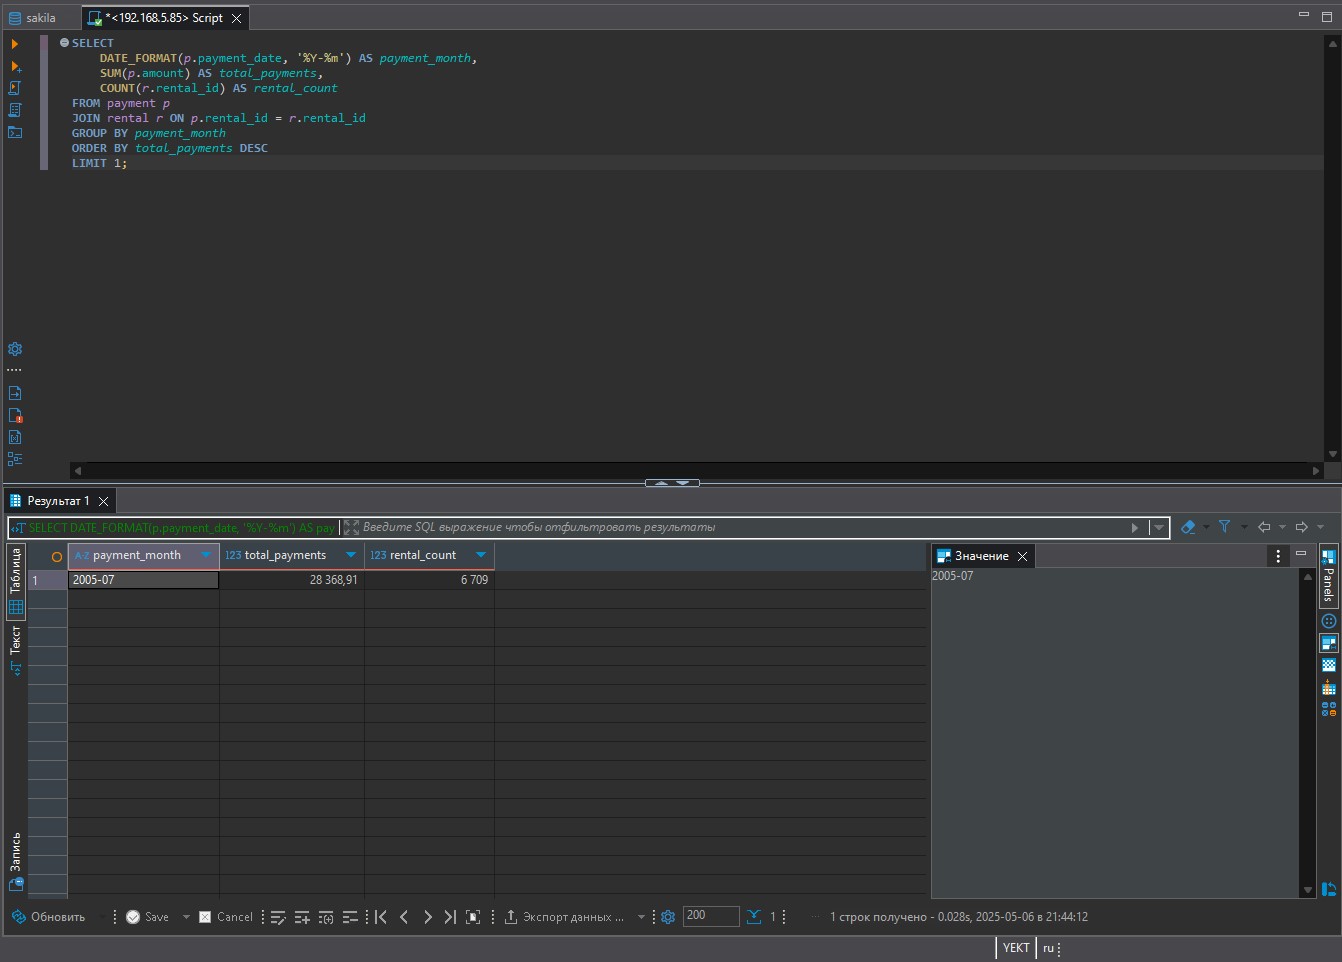 sakila
*<192.168.5.85> Script
SELECT
DATE_FORMAT(p.payment_date, '%Y-%m') AS payment_month,
SUM(p.amount) AS total_payments,
COUNT(r.rental_id) AS rental_count
FROM payment p
JOIN rental r ON p.rental_id = r.rental_id
GROUP BY payment_month
ORDER BY total_payments DESC
LIMIT 1;
Результат 1
SELECT DATE_FORMAT(p.payment_date, '%Y-%m') AS pay
Введите SQL выражение чтобы отфильтровать результаты
Таблица
Текст
Запись
A-Z payment_month
123 total_payments
123 rental_count
1
2005-07
28 368,91
6 709
Значение
2005-07
Panels
Обновить
Save
Cancel
Экспорт данных ...
200
1
1 строк получено - 0.028s, 2025-05-06 в 21:44:12
YEKT
ru